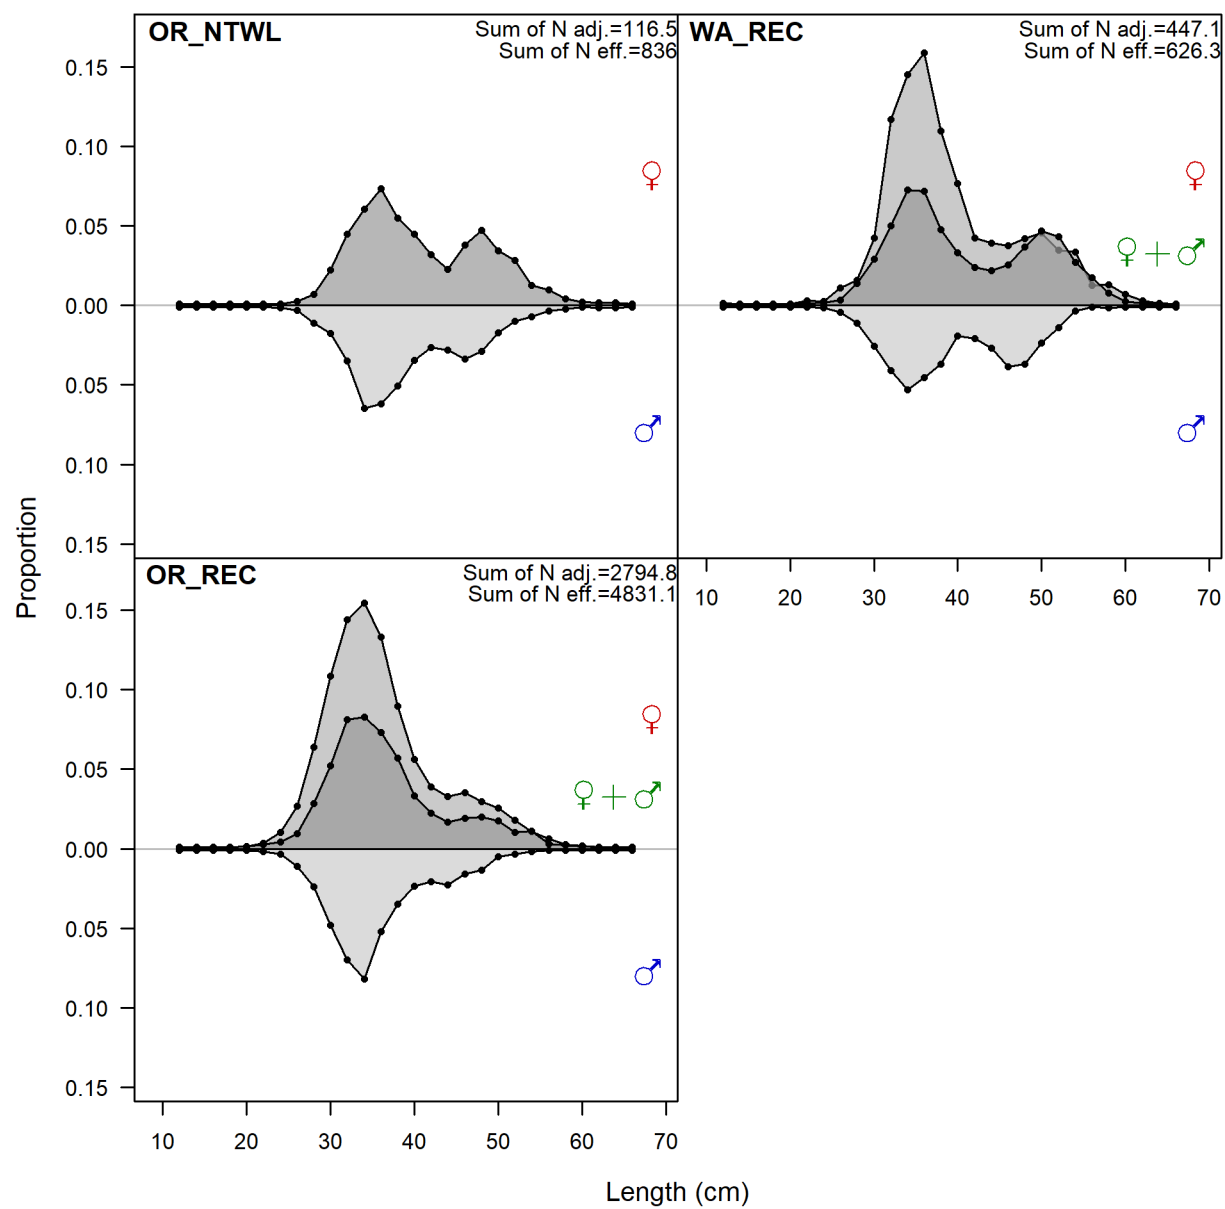 OR_NTWL
Sum of N adj.=116.5
Sum of N eff.=836
WA_REC
Sum of N adj.=447.1
Sum of N eff.=626.3
0.15
0.10
0.05
0.00
0.05
0.10
0.15
♀
♂
♀
♀+♂
♂
10 20 30 40 50 60 70
OR_REC
Sum of N adj.=2794.8
Sum of N eff.=4831.1
0.15
0.10
0.05
0.00
0.05
0.10
0.15
♀
♀+♂
♂
10 20 30 40 50 60 70
Proportion
Length (cm)